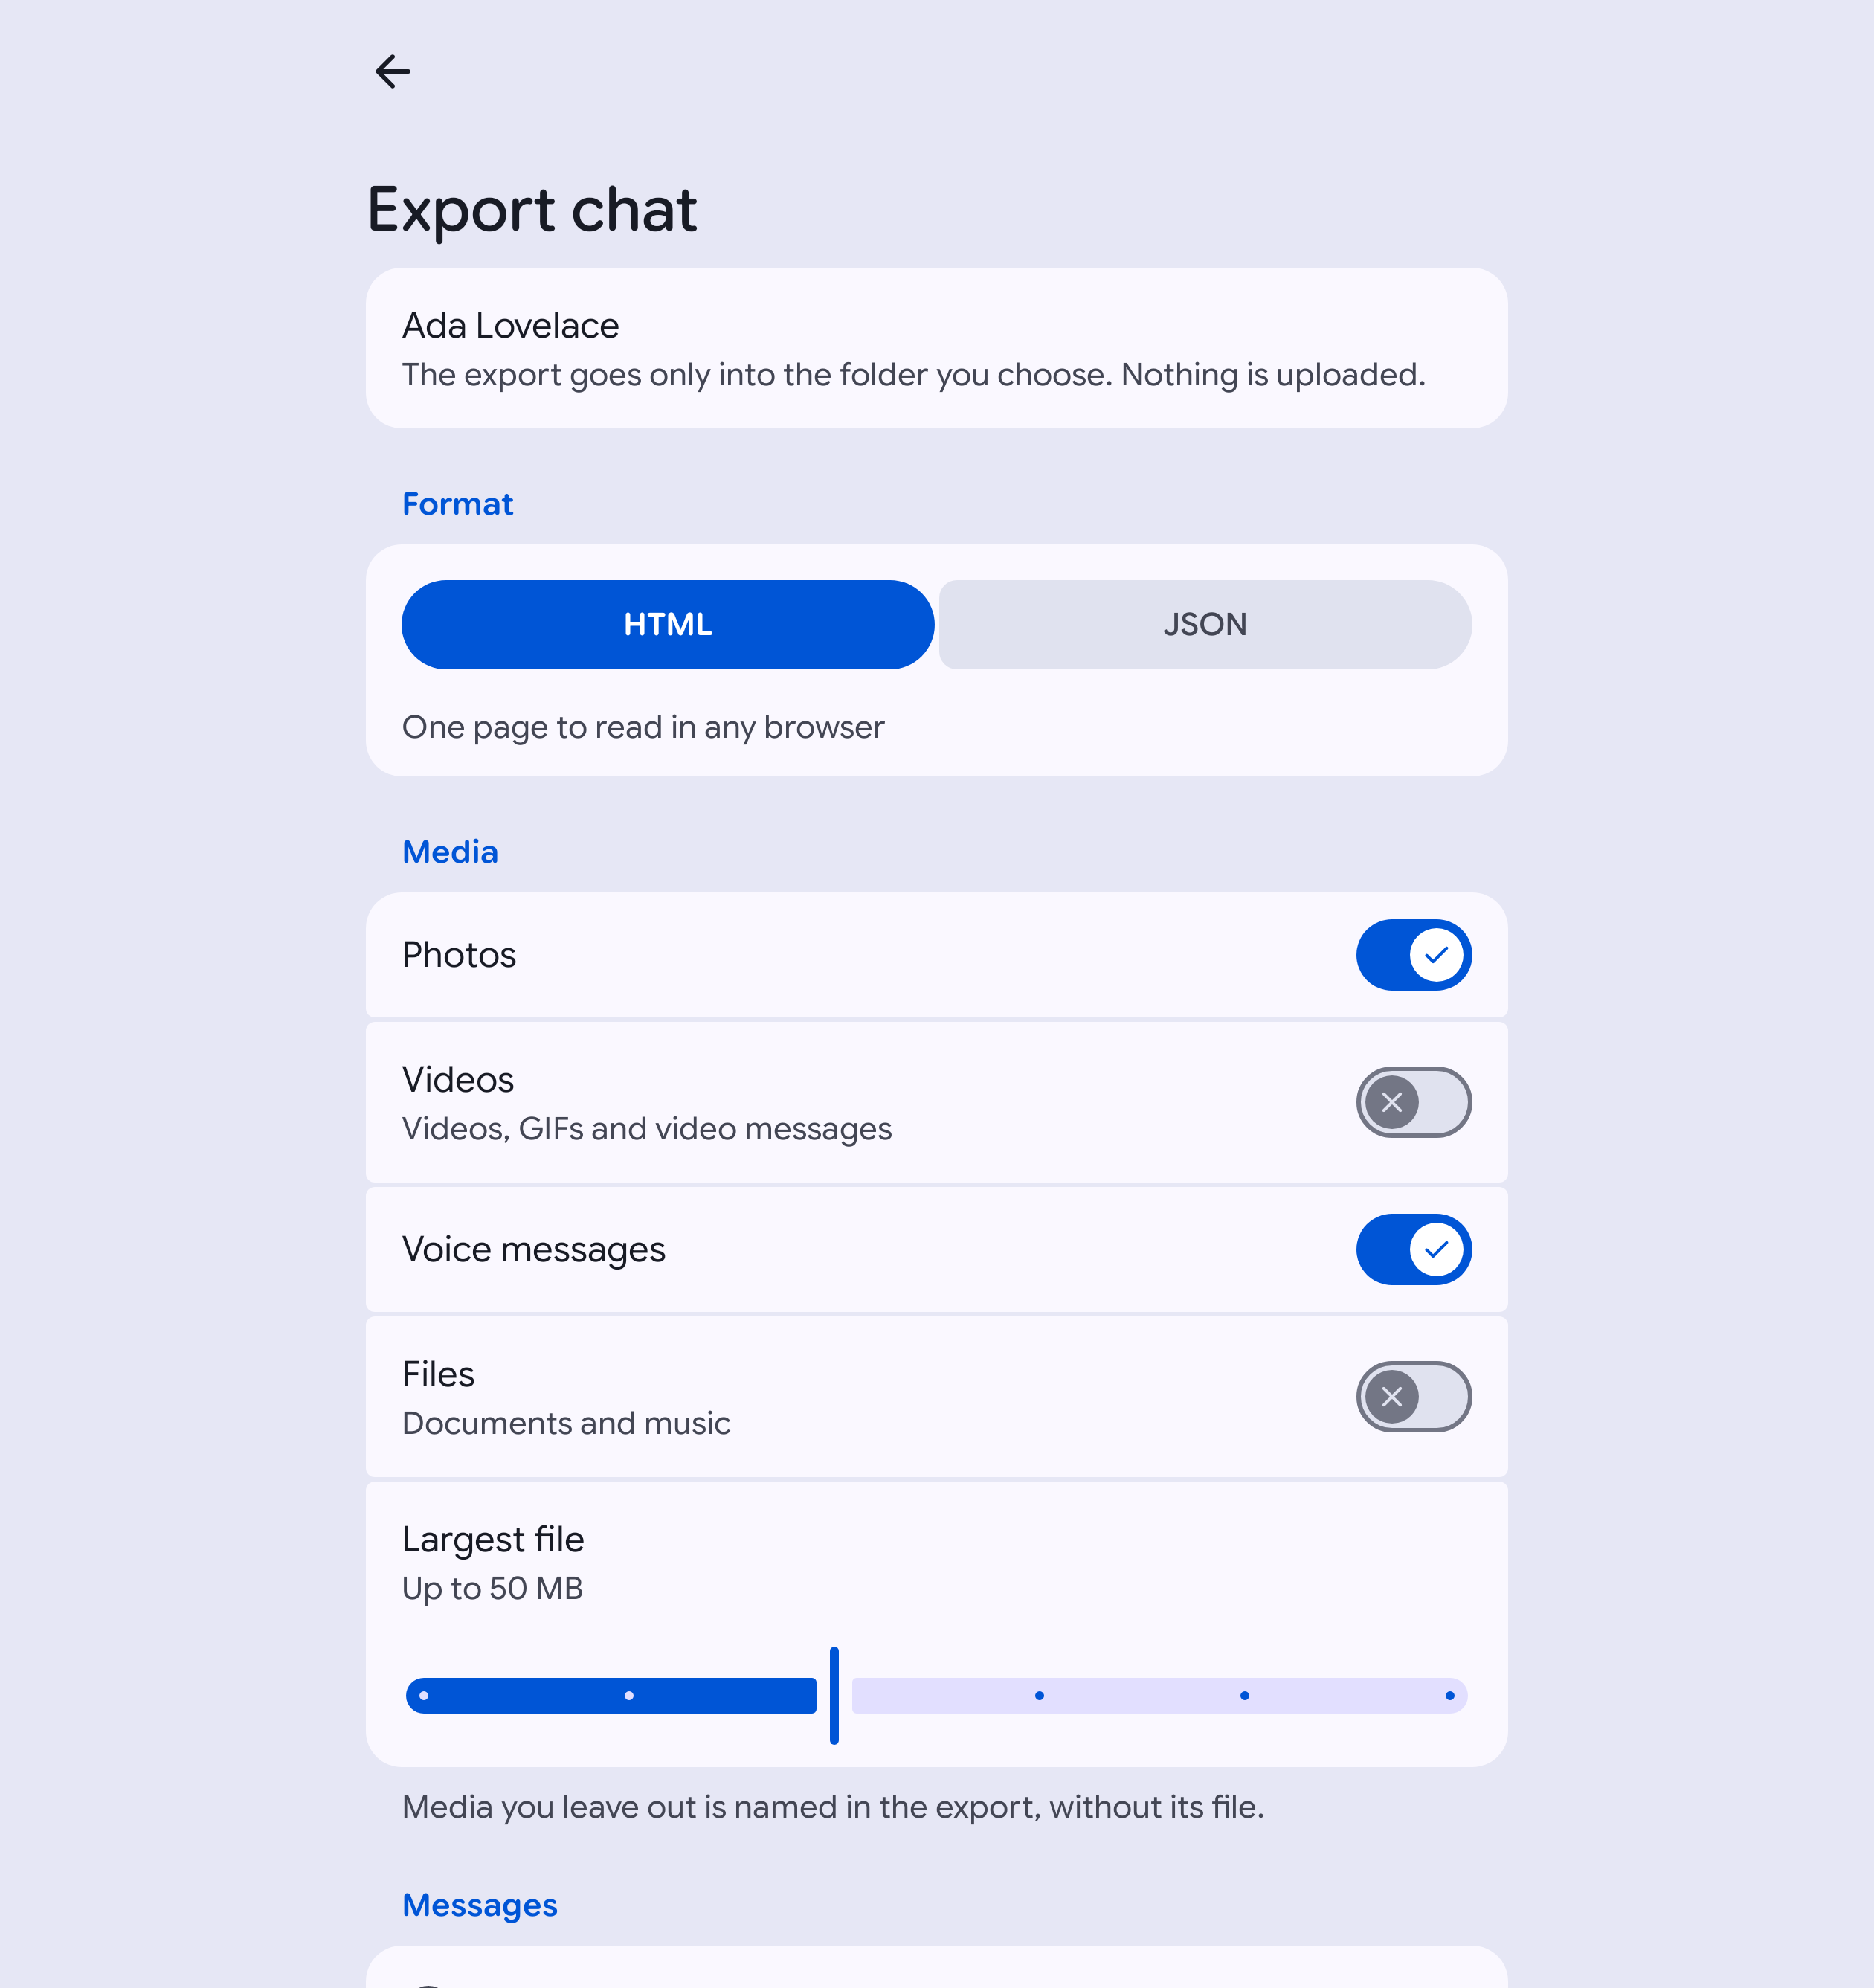 Export chat
Ada Lovelace
The export goes only into the folder you choose. Nothing is uploaded.
Format
HTML
JSON
One page to read in any browser
Media
Photos
Videos
Videos, GIFs and video messages
Voice messages
Files
Documents and music
Largest file
Up to 50 MB
Media you leave out is named in the export, without its file.
Messages